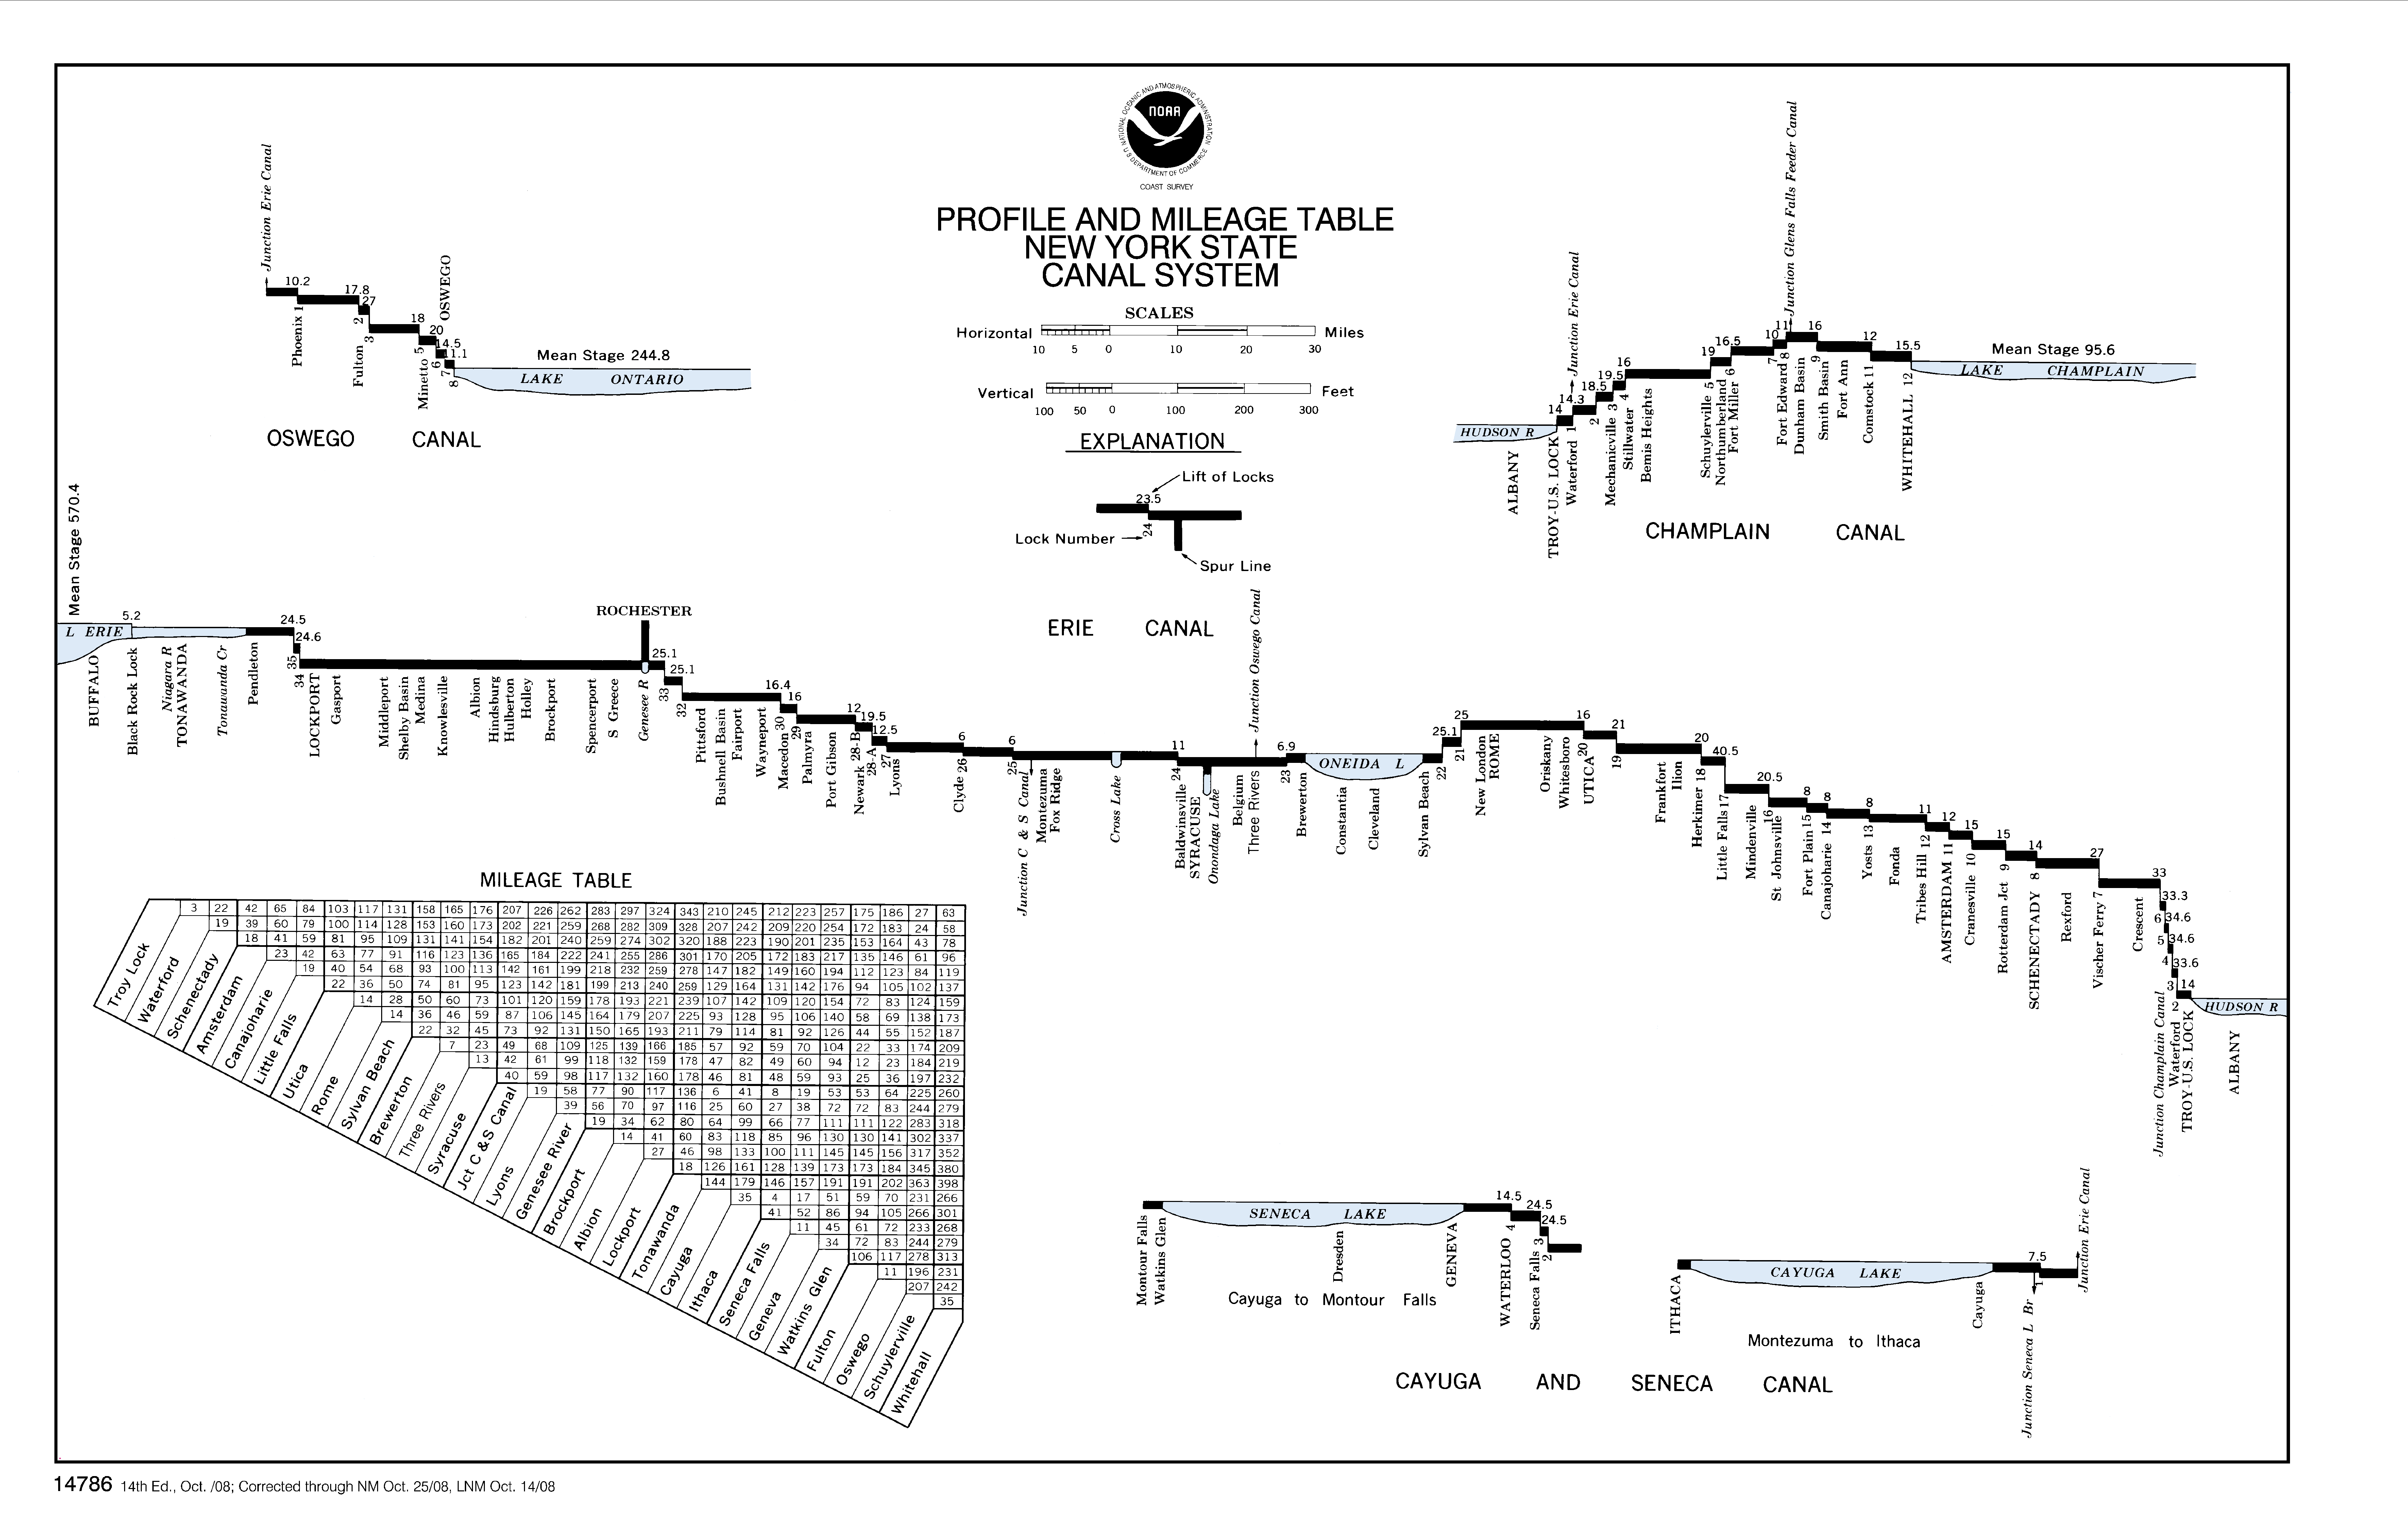 NATIONAL OCEANIC AND ATMOSPHERIC ADMINISTRATION
NOAA
U S DEPARTMENT OF COMMERCE
COAST SURVEY
PROFILE AND MILEAGE TABLE
NEW YORK STATE
CANAL SYSTEM
SCALES
Horizontal Miles
10 5 0 10 20 30
Vertical Feet
100 50 0 100 200 300
EXPLANATION
Lift of Locks
23.5
24
Lock Number
Spur Line
Junction Erie Canal
10.2
Phoenix 1
17.8
27
Fulton 2
3
18
20
14.5
11.1
Minetto 5
6
7
8
OSWEGO
Mean Stage 244.8
LAKE ONTARIO
OSWEGO CANAL
HUDSON R
ALBANY
TROY-U.S. LOCK
14
Waterford 1
14.3
Junction Erie Canal
18.5
2
19.5
Mechanicville 3
16
Stillwater 4
Bemis Heights
19
Schuylerville 5
Northumberland
16.5
Fort Miller 6
10
7
11
Fort Edward 8
Junction Glens Falls Feeder Canal
Dunham Basin
16
Smith Basin 9
Fort Ann
12
Comstock 11
15.5
WHITEHALL 12
Mean Stage 95.6
LAKE CHAMPLAIN
CHAMPLAIN CANAL
Mean Stage 570.4
L ERIE
5.2
BUFFALO
Black Rock Lock
Niagara R
TONAWANDA
Tonawanda Cr
Pendleton
24.5
24.6
35
34
LOCKPORT
Gasport
Middleport
Shelby Basin
Medina
Knowlesville
Albion
Hindsburg
Hulberton
Holley
Brockport
Spencerport
S Greece
Genesee R
ROCHESTER
25.1
33
25.1
32
Pittsford
Bushnell Basin
Fairport
Wayneport
16.4
Macedon 30
16
29
Palmyra
Port Gibson
12
Newark 28-B
19.5
28-A
12.5
27
Lyons
6
Clyde 26
6
25
Junction C & S Canal
Montezuma
Fox Ridge
Cross Lake
11
24
Baldwinsville
SYRACUSE
Onondaga Lake
Belgium
Three Rivers
Junction Oswego Canal
ERIE CANAL
6.9
23
Brewerton
ONEIDA L
Constantia
Cleveland
Sylvan Beach
22
25.1
21
25
New London
ROME
Oriskany
Whitesboro
16
UTICA 20
21
19
Frankfort
Ilion
20
Herkimer 18
40.5
Little Falls 17
Mindenville
20.5
16
St Johnsville
8
Fort Plain 15
8
Canajoharie 14
8
Yosts 13
Fonda
11
Tribes Hill 12
12
AMSTERDAM 11
15
Cranesville 10
15
Rotterdam Jct 9
14
SCHENECTADY 8
Rexford
27
Vischer Ferry 7
Crescent
33
33.3
6
34.6
5
34.6
4
33.6
3
14
2
Junction Champlain Canal
Waterford
TROY-U.S. LOCK
HUDSON R
ALBANY
MILEAGE TABLE
3 22 42 65 84 103 117 131 158 165 176 207 226 262 283 297 324 343 210 245 212 223 257 175 186 27 63
19 39 60 79 100 114 128 153 160 173 202 221 259 268 282 309 328 207 242 209 220 254 172 183 24 58
18 41 59 81 95 109 131 141 154 182 201 240 259 274 302 320 188 223 190 201 235 153 164 43 78
23 42 63 77 91 116 123 136 165 184 222 241 255 286 301 170 205 172 183 217 135 146 61 96
19 40 54 68 93 100 113 142 161 199 218 232 259 278 147 182 149 160 194 112 123 84 119
22 36 50 74 81 95 123 142 181 199 213 240 259 129 164 131 142 176 94 105 102 137
14 28 50 60 73 101 120 159 178 193 221 239 107 142 109 120 154 72 83 124 159
14 36 46 59 87 106 145 164 179 207 225 93 128 95 106 140 58 69 138 173
22 32 45 73 92 131 150 165 193 211 79 114 81 92 126 44 55 152 187
7 23 49 68 109 125 139 166 185 57 92 59 70 104 22 33 174 209
13 42 61 99 118 132 159 178 47 82 49 60 94 12 23 184 219
40 59 98 117 132 160 178 46 81 48 59 93 25 36 197 232
19 58 77 90 117 136 6 41 8 19 53 53 64 225 260
39 56 70 97 116 25 60 27 38 72 72 83 244 279
19 34 62 80 64 99 66 77 111 111 122 283 318
14 41 60 83 118 85 96 130 130 141 302 337
27 46 98 133 100 111 145 145 156 317 352
18 126 161 128 139 173 173 184 345 380
144 179 146 157 191 191 202 363 398
35 4 17 51 59 70 231 266
41 52 86 94 105 266 301
11 45 61 72 233 268
34 72 83 244 279
106 117 278 313
11 196 231
207 242
35
Troy Lock
Waterford
Schenectady
Amsterdam
Canajoharie
Little Falls
Utica
Rome
Sylvan Beach
Brewerton
Three Rivers
Syracuse
Jct C &S Canal
Lyons
Genesee River
Brockport
Albion
Lockport
Tonawanda
Cayuga
Ithaca
Seneca Falls
Geneva
Watkins Glen
Fulton
Oswego
Schuylerville
Whitehall
Montour Falls
Watkins Glen
SENECA LAKE
Dresden
GENEVA
14.5
WATERLOO 4
24.5
Seneca Falls 3
24.5
2
Cayuga to Montour Falls
ITHACA
CAYUGA LAKE
Cayuga
7.5
1
Junction Seneca L Br
Junction Erie Canal
Montezuma to Ithaca
CAYUGA AND SENECA CANAL
14786 14th Ed., Oct. /08; Corrected through NM Oct. 25/08, LNM Oct. 14/08